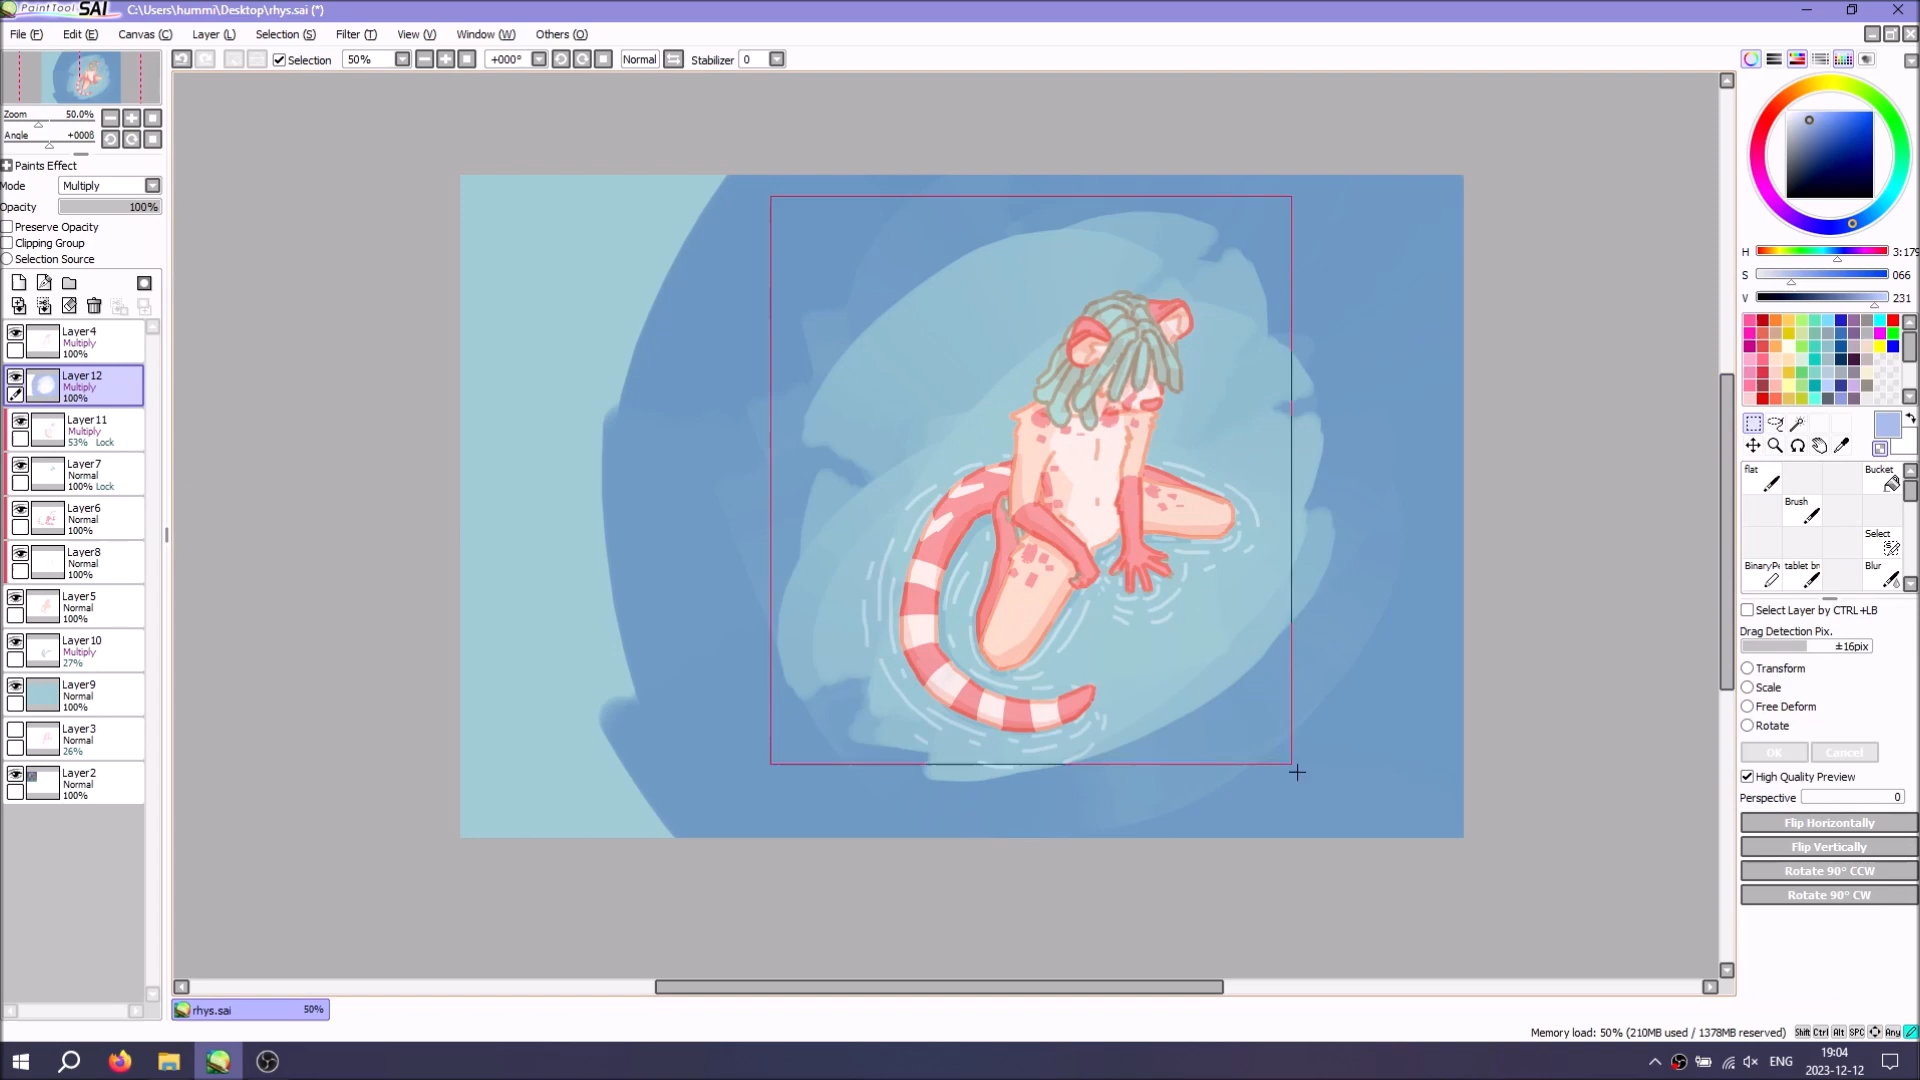 PaintTool SAI C:\Users\hummi\Desktop\rhys.sai (*)
File (F) Edit (E) Canvas (C) Layer (L) Selection (S) Filter (T) View (V) Window (W) Others (O)
Selection 50% +000° Normal Stabilizer 0
Zoom 50.0%
Angle +000ß
Paints Effect
Mode Multiply
Opacity 100%
Preserve Opacity
Clipping Group
Selection Source
Layer4
Multiply
100%
Layer12
Multiply
100%
Layer11
Multiply
53% Lock
Layer7
Normal
100% Lock
Layer6
Normal
100%
Layer8
Normal
100%
Layer5
Normal
100%
Layer10
Multiply
27%
Layer9
Normal
100%
Layer3
Normal
26%
Layer2
Normal
100%
H 3:179
S 066
V 231
flat Bucket
Brush
Select
BinaryPe tablet br Blur
Select Layer by CTRL+LB
Drag Detection Pix.
±16pix
Transform
Scale
Free Deform
Rotate
OK Cancel
High Quality Preview
Perspective 0
Flip Horizontally
Flip Vertically
Rotate 90° CCW
Rotate 90° CW
rhys.sai 50%
Memory load: 50% (210MB used / 1378MB reserved) Shift Ctrl Alt SPC Any
ENG 19:04
2023-12-12